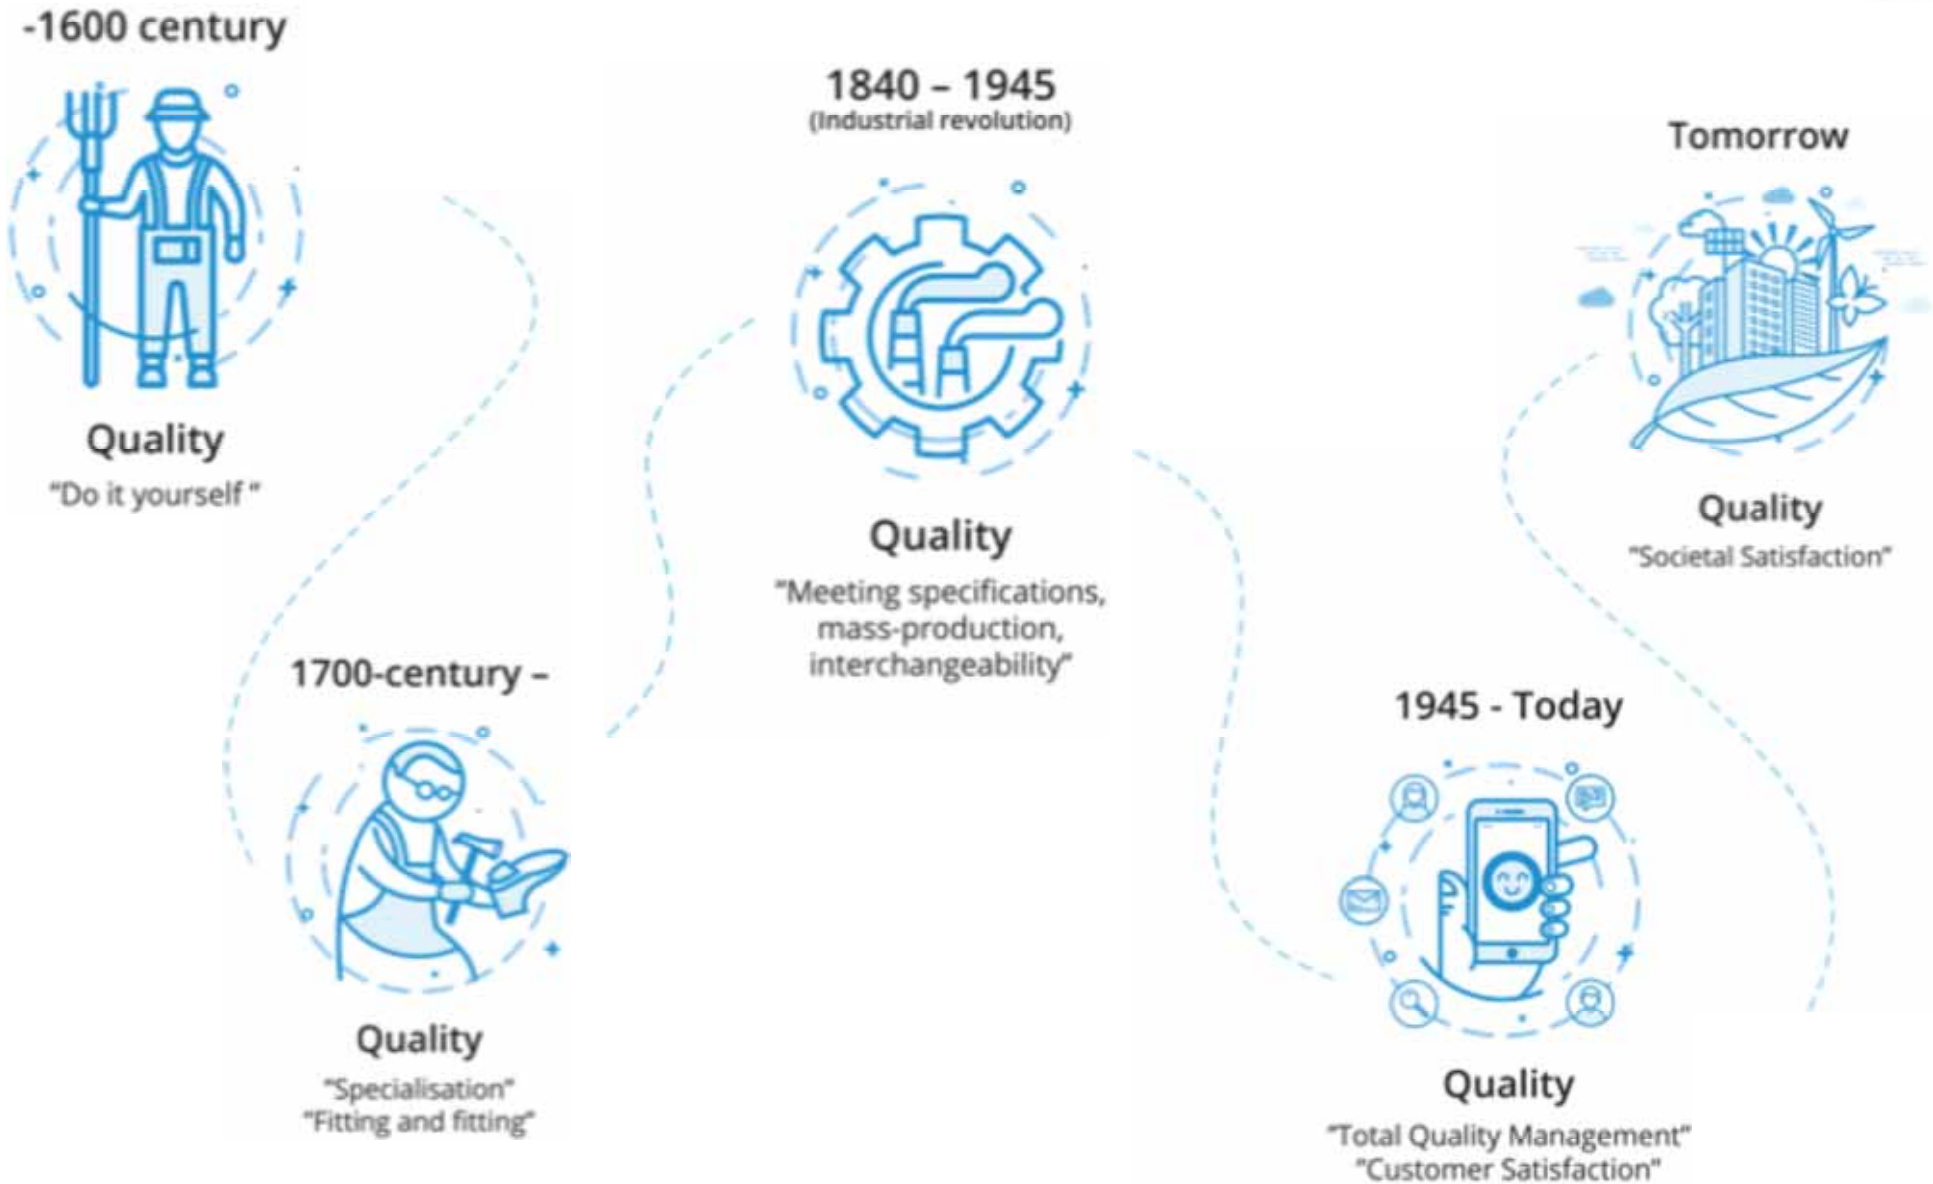 -1600 century
Quality
“Do it yourself “
1700-century –
Quality
“Specialisation”
“Fitting and fitting”
1840 – 1945
(Industrial revolution)
Quality
“Meeting specifications,
mass-production,
interchangeability”
1945 - Today
Quality
“Total Quality Management”
“Customer Satisfaction”
Tomorrow
Quality
“Societal Satisfaction”